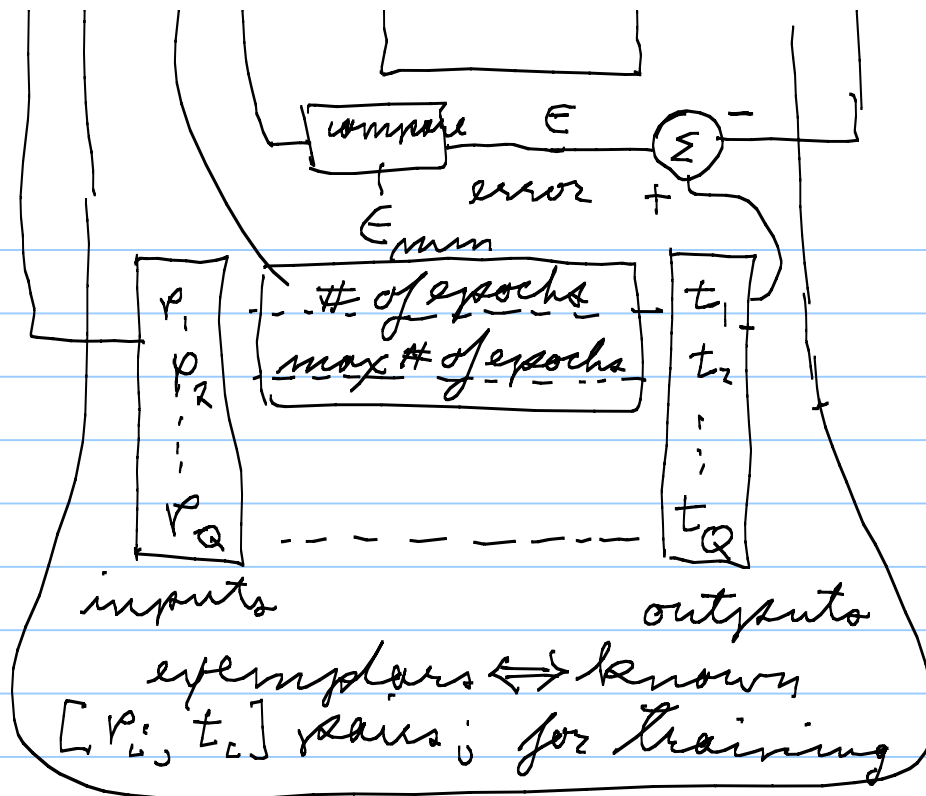 compare ∈ Σ -
error +
∈min
p1 # of epochs t1
p2 max # of epochs t2
pQ tQ
inputs outputs
exemplars ⇔ known
[pi, ti] pairs; for training